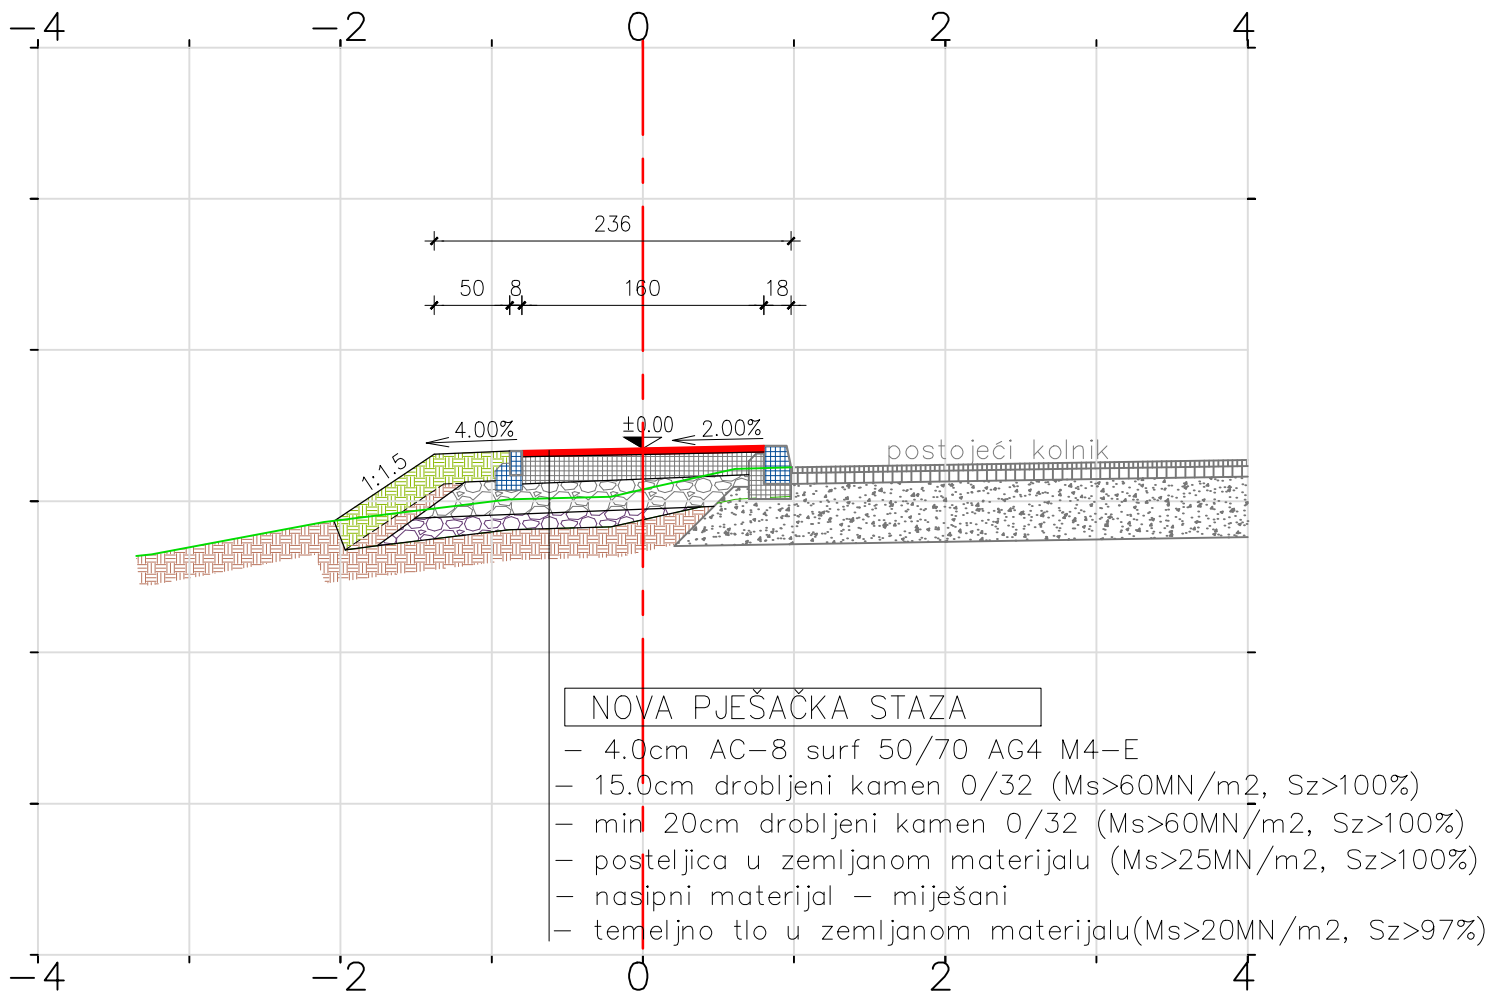 -4 -2 0 2 4
236
50 8 160 18
±0.00
4.00% 2.00%
1:1.5
postojeći kolnik
NOVA PJEŠAČKA STAZA
- 4.0cm AC-8 surf 50/70 AG4 M4-E
- 15.0cm drobljeni kamen 0/32 (Ms>60MN/m2, Sz>100%)
- min 20cm drobljeni kamen 0/32 (Ms>60MN/m2, Sz>100%)
- posteljica u zemljanom materijalu (Ms>25MN/m2, Sz>100%)
- nasipni materijal - miješani
- temeljno tlo u zemljanom materijalu(Ms>20MN/m2, Sz>97%)
-4 -2 0 2 4